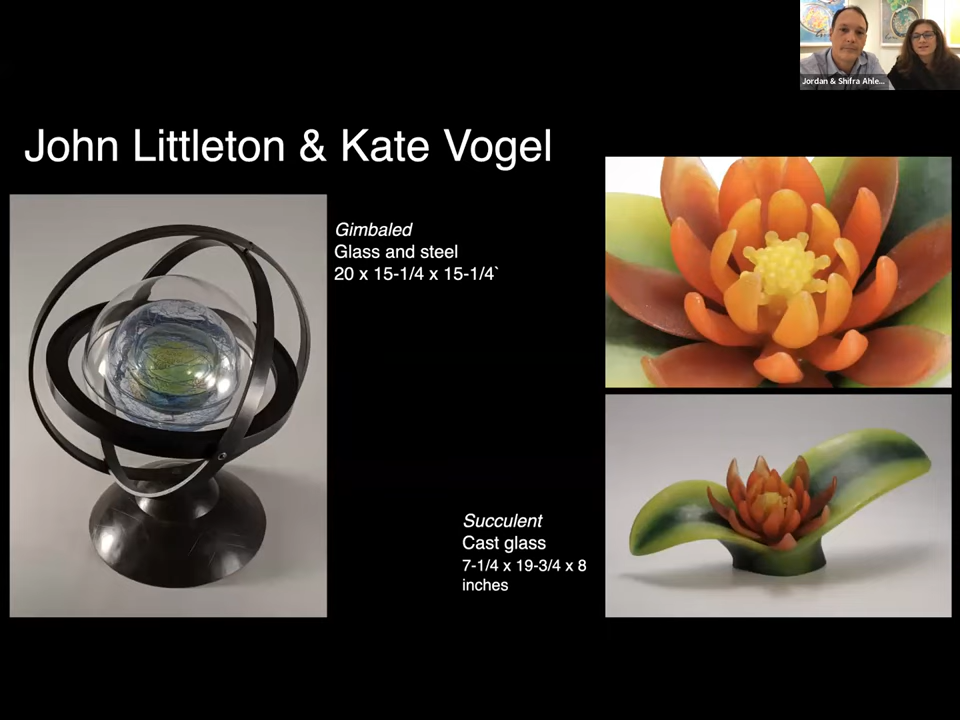 Jordan & Shifra Ahle...
John Littleton & Kate Vogel
Gimbaled
Glass and steel
20 x 15-1/4 x 15-1/4`
Succulent
Cast glass
7-1/4 x 19-3/4 x 8
inches